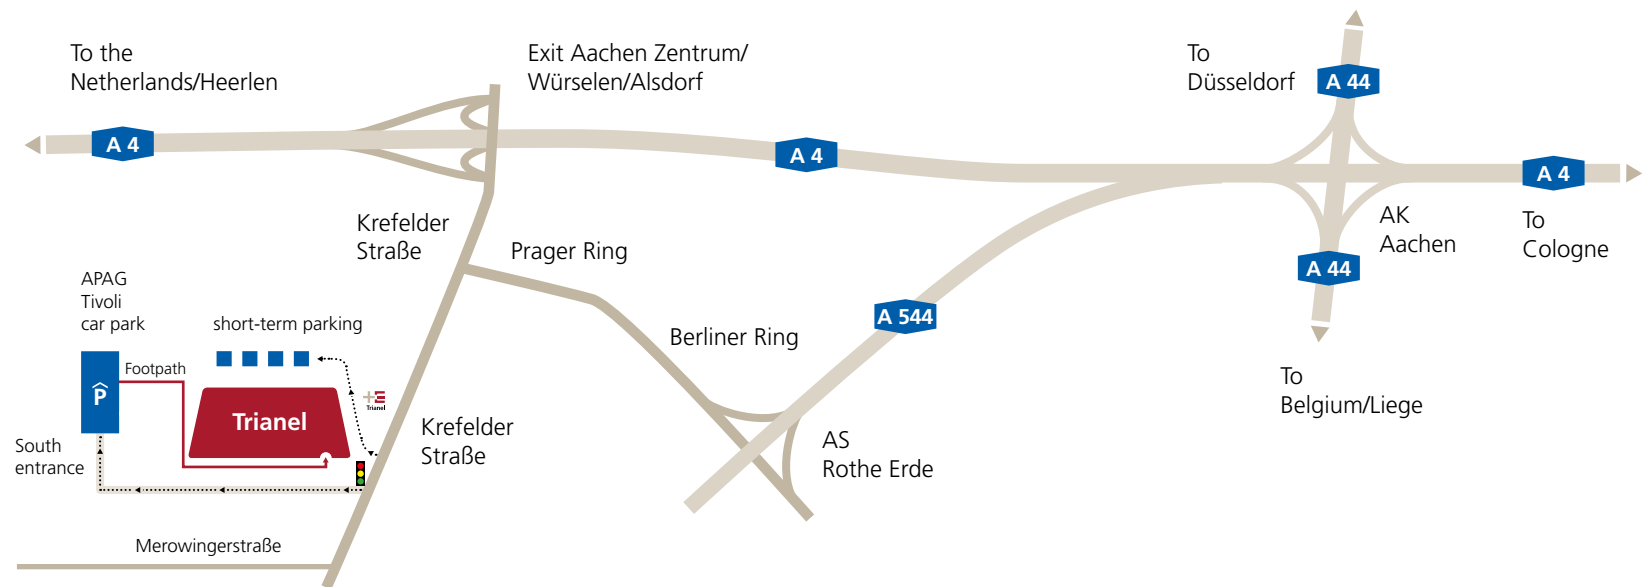 To the
Netherlands/Heerlen
Exit Aachen Zentrum/
Würselen/Alsdorf
To
Düsseldorf
A 44
A 4
A 4
A 4
Krefelder
Straße
Prager Ring
AK
Aachen
To
Cologne
A 44
APAG
Tivoli
car park
short-term parking
A 544
Berliner Ring
Footpath
P
To
Belgium/Liege
Trianel
Trianel
Krefelder
Straße
AS
Rothe Erde
South
entrance
Merowingerstraße